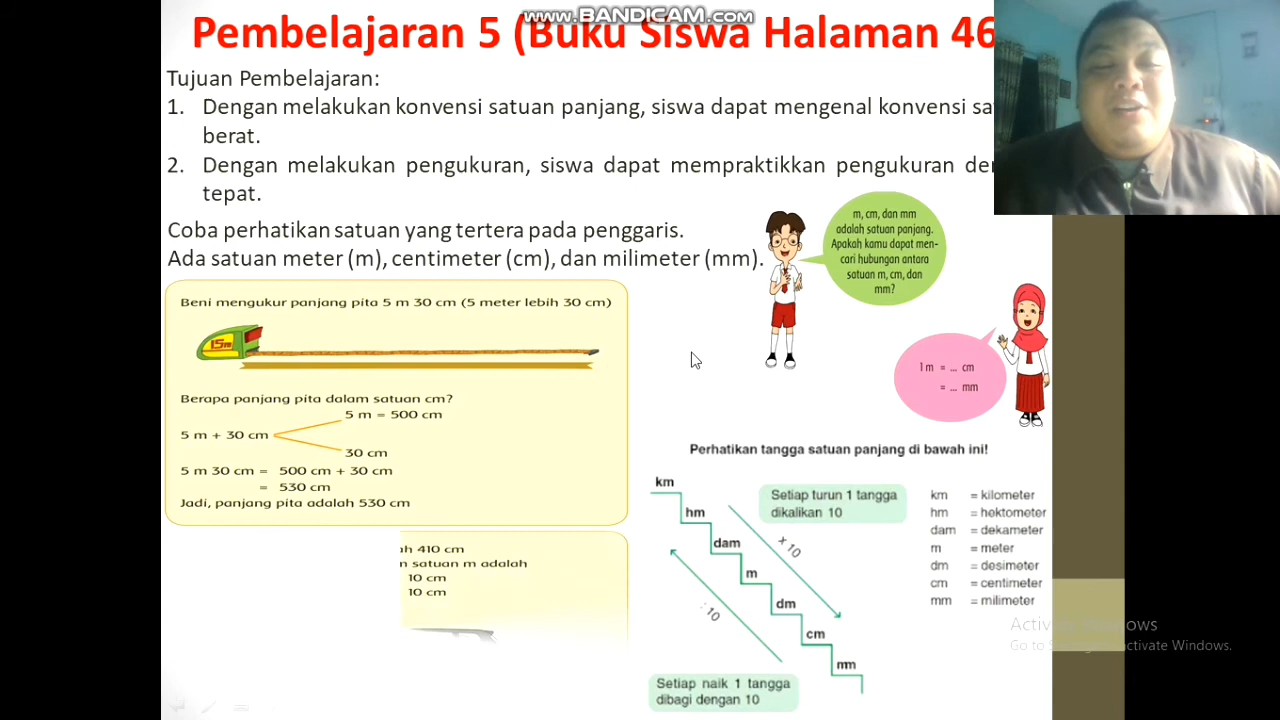 www.BANDICAM.com
Pembelajaran 5 (Buku Siswa Halaman 46
Tujuan Pembelajaran:
1. Dengan melakukan konvensi satuan panjang, siswa dapat mengenal konvensi
berat.
2. Dengan melakukan pengukuran, siswa dapat mempraktikkan pengukuran
tepat.
Coba perhatikan satuan yang tertera pada penggaris.
Ada satuan meter (m), centimeter (cm), dan milimeter (mm).
m, cm, dan mm
adalah satuan panjang.
Apakah kamu dapat men-
cari hubungan antara
satuan m, cm, dan
mm?
1 m = ... cm
= ... mm
Beni mengukur panjang pita 5 m 30 cm (5 meter lebih 30 cm)
15m
Berapa panjang pita dalam satuan cm?
5 m = 500 cm
5 m + 30 cm
30 cm
5 m 30 cm = 500 cm + 30 cm
= 530 cm
Jadi, panjang pita adalah 530 cm
410 cm
satuan m adalah
10 cm
10 cm
Perhatikan tangga satuan panjang di bawah ini!
km
hm
dam
m
dm
cm
mm
Setiap turun 1 tangga
dikalikan 10
x 10
: 10
Setiap naik 1 tangga
dibagi dengan 10
km = kilometer
hm = hektometer
dam = dekameter
m = meter
dm = desimeter
cm = centimeter
mm = milimeter